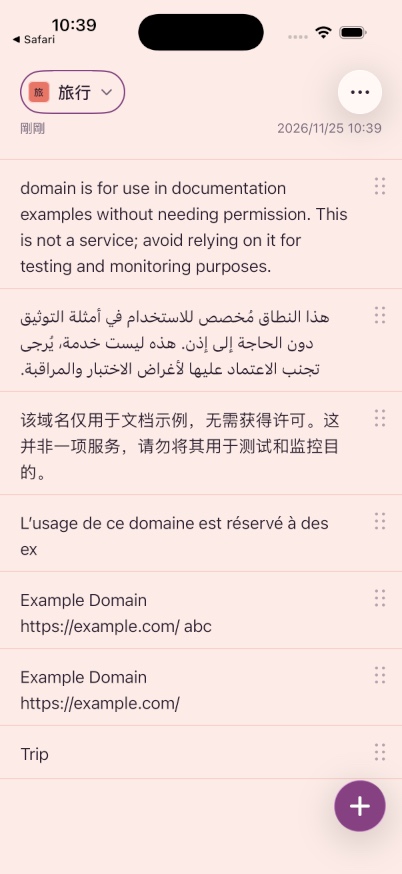 10:39
◀ Safari
旅 旅行
剛剛
2026/11/25 10:39
domain is for use in documentation
examples without needing permission. This
is not a service; avoid relying on it for
testing and monitoring purposes.
هذا النطاق مُخصص للاستخدام في أمثلة التوثيق
دون الحاجة إلى إذن. هذه ليست خدمة، يُرجى
تجنب الاعتماد عليها لأغراض الاختبار والمراقبة.
该域名仅用于文档示例，无需获得许可。这
并非一项服务，请勿将其用于测试和监控目
的。
L’usage de ce domaine est réservé à des
ex
Example Domain
https://example.com/ abc
Example Domain
https://example.com/
Trip